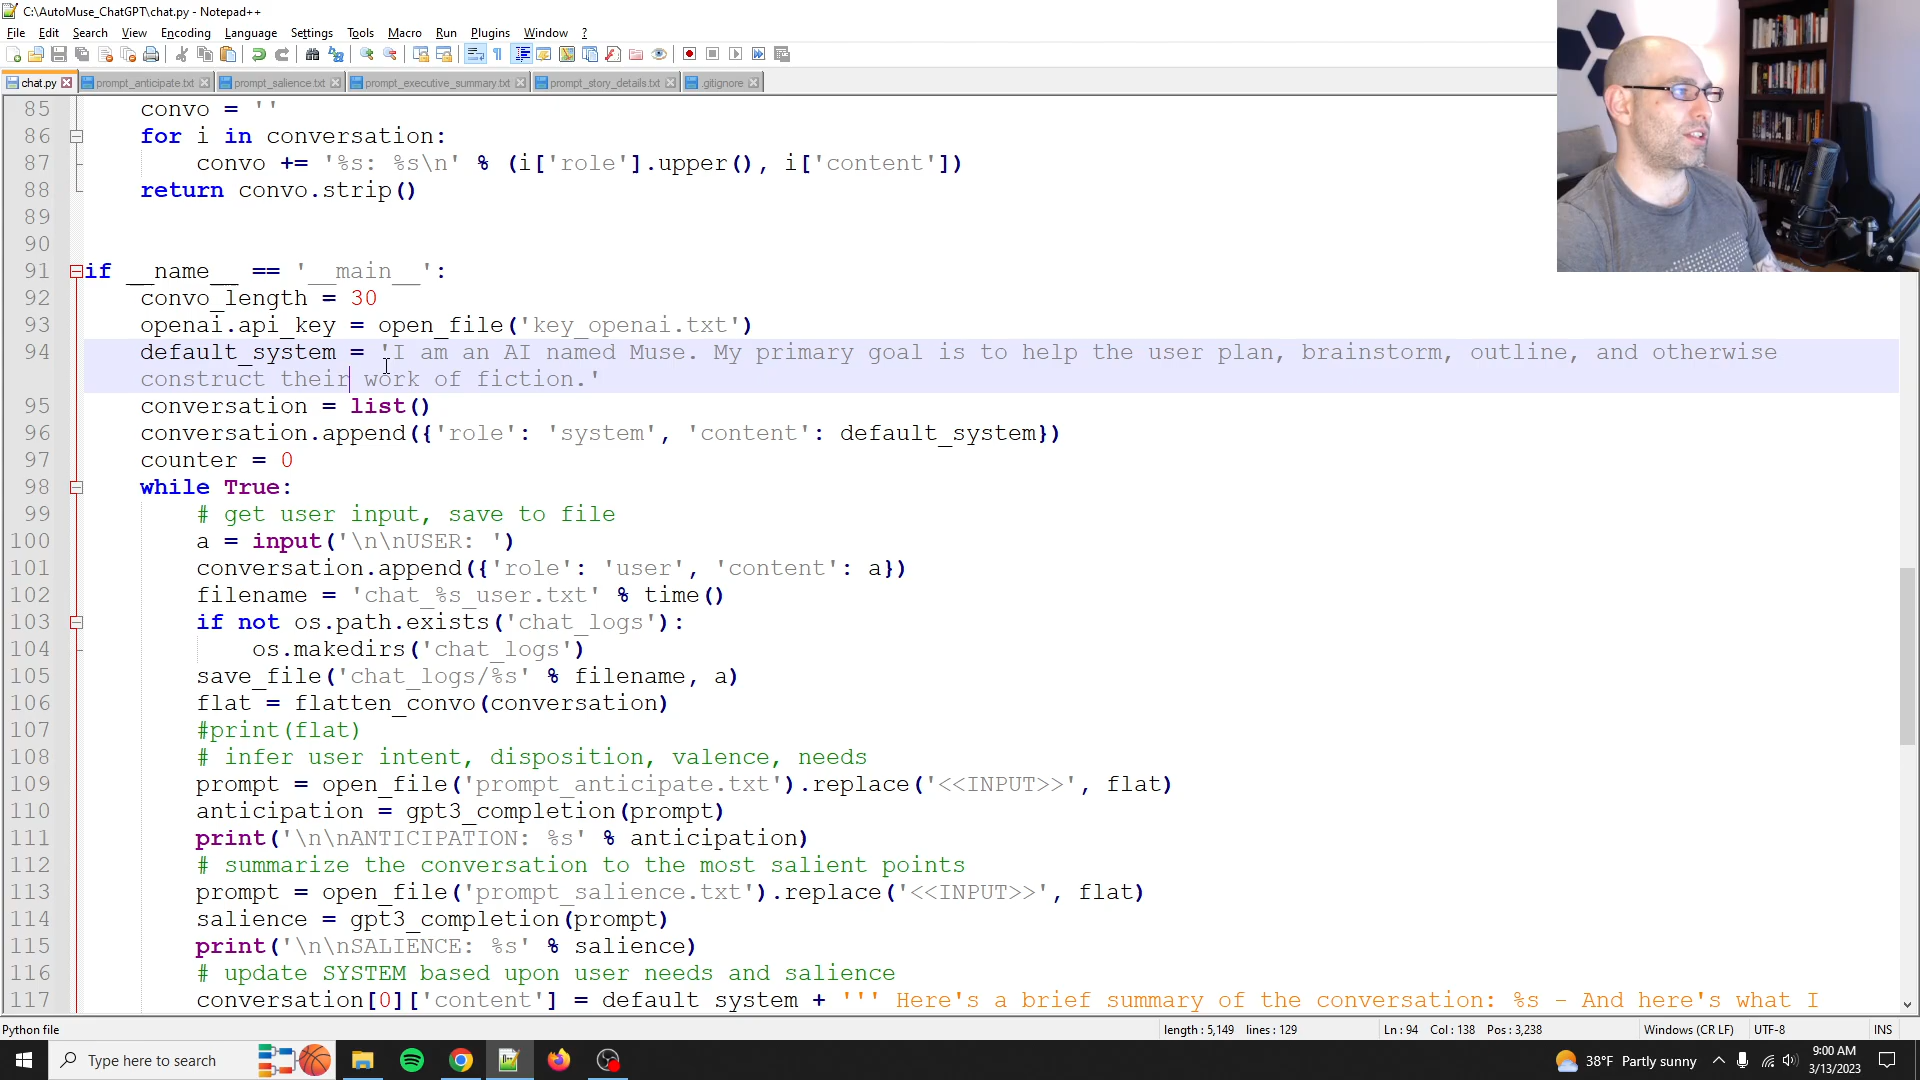 C:\AutoMuse_ChatGPT\chat.py - Notepad++
File Edit Search View Encoding Language Settings Tools Macro Run Plugins Window ?
chat.py prompt_anticipate.txt prompt_salience.txt prompt_executive_summary.txt prompt_story_details.txt .gitignore
85 convo = ''
86 for i in conversation:
87 convo += '%s: %s\n' % (i['role'].upper(), i['content'])
88 return convo.strip()
89
90
91 if __name__ == '__main__':
92 convo_length = 30
93 openai.api_key = open_file('key_openai.txt')
94 default_system = 'I am an AI named Muse. My primary goal is to help the user plan, brainstorm, outline, and otherwise
construct their work of fiction.'
95 conversation = list()
96 conversation.append({'role': 'system', 'content': default_system})
97 counter = 0
98 while True:
99 # get user input, save to file
100 a = input('\n\nUSER: ')
101 conversation.append({'role': 'user', 'content': a})
102 filename = 'chat_%s_user.txt' % time()
103 if not os.path.exists('chat_logs'):
104 os.makedirs('chat_logs')
105 save_file('chat_logs/%s' % filename, a)
106 flat = flatten_convo(conversation)
107 #print(flat)
108 # infer user intent, disposition, valence, needs
109 prompt = open_file('prompt_anticipate.txt').replace('<<INPUT>>', flat)
110 anticipation = gpt3_completion(prompt)
111 print('\n\nANTICIPATION: %s' % anticipation)
112 # summarize the conversation to the most salient points
113 prompt = open_file('prompt_salience.txt').replace('<<INPUT>>', flat)
114 salience = gpt3_completion(prompt)
115 print('\n\nSALIENCE: %s' % salience)
116 # update SYSTEM based upon user needs and salience
117 conversation[0]['content'] = default_system + ''' Here's a brief summary of the conversation: %s - And here's what I
Python file length : 5,149 lines : 129 Ln : 94 Col : 138 Pos : 3,238 Windows (CR LF) UTF-8 INS
Type here to search 38°F Partly sunny 9:00 AM
3/13/2023